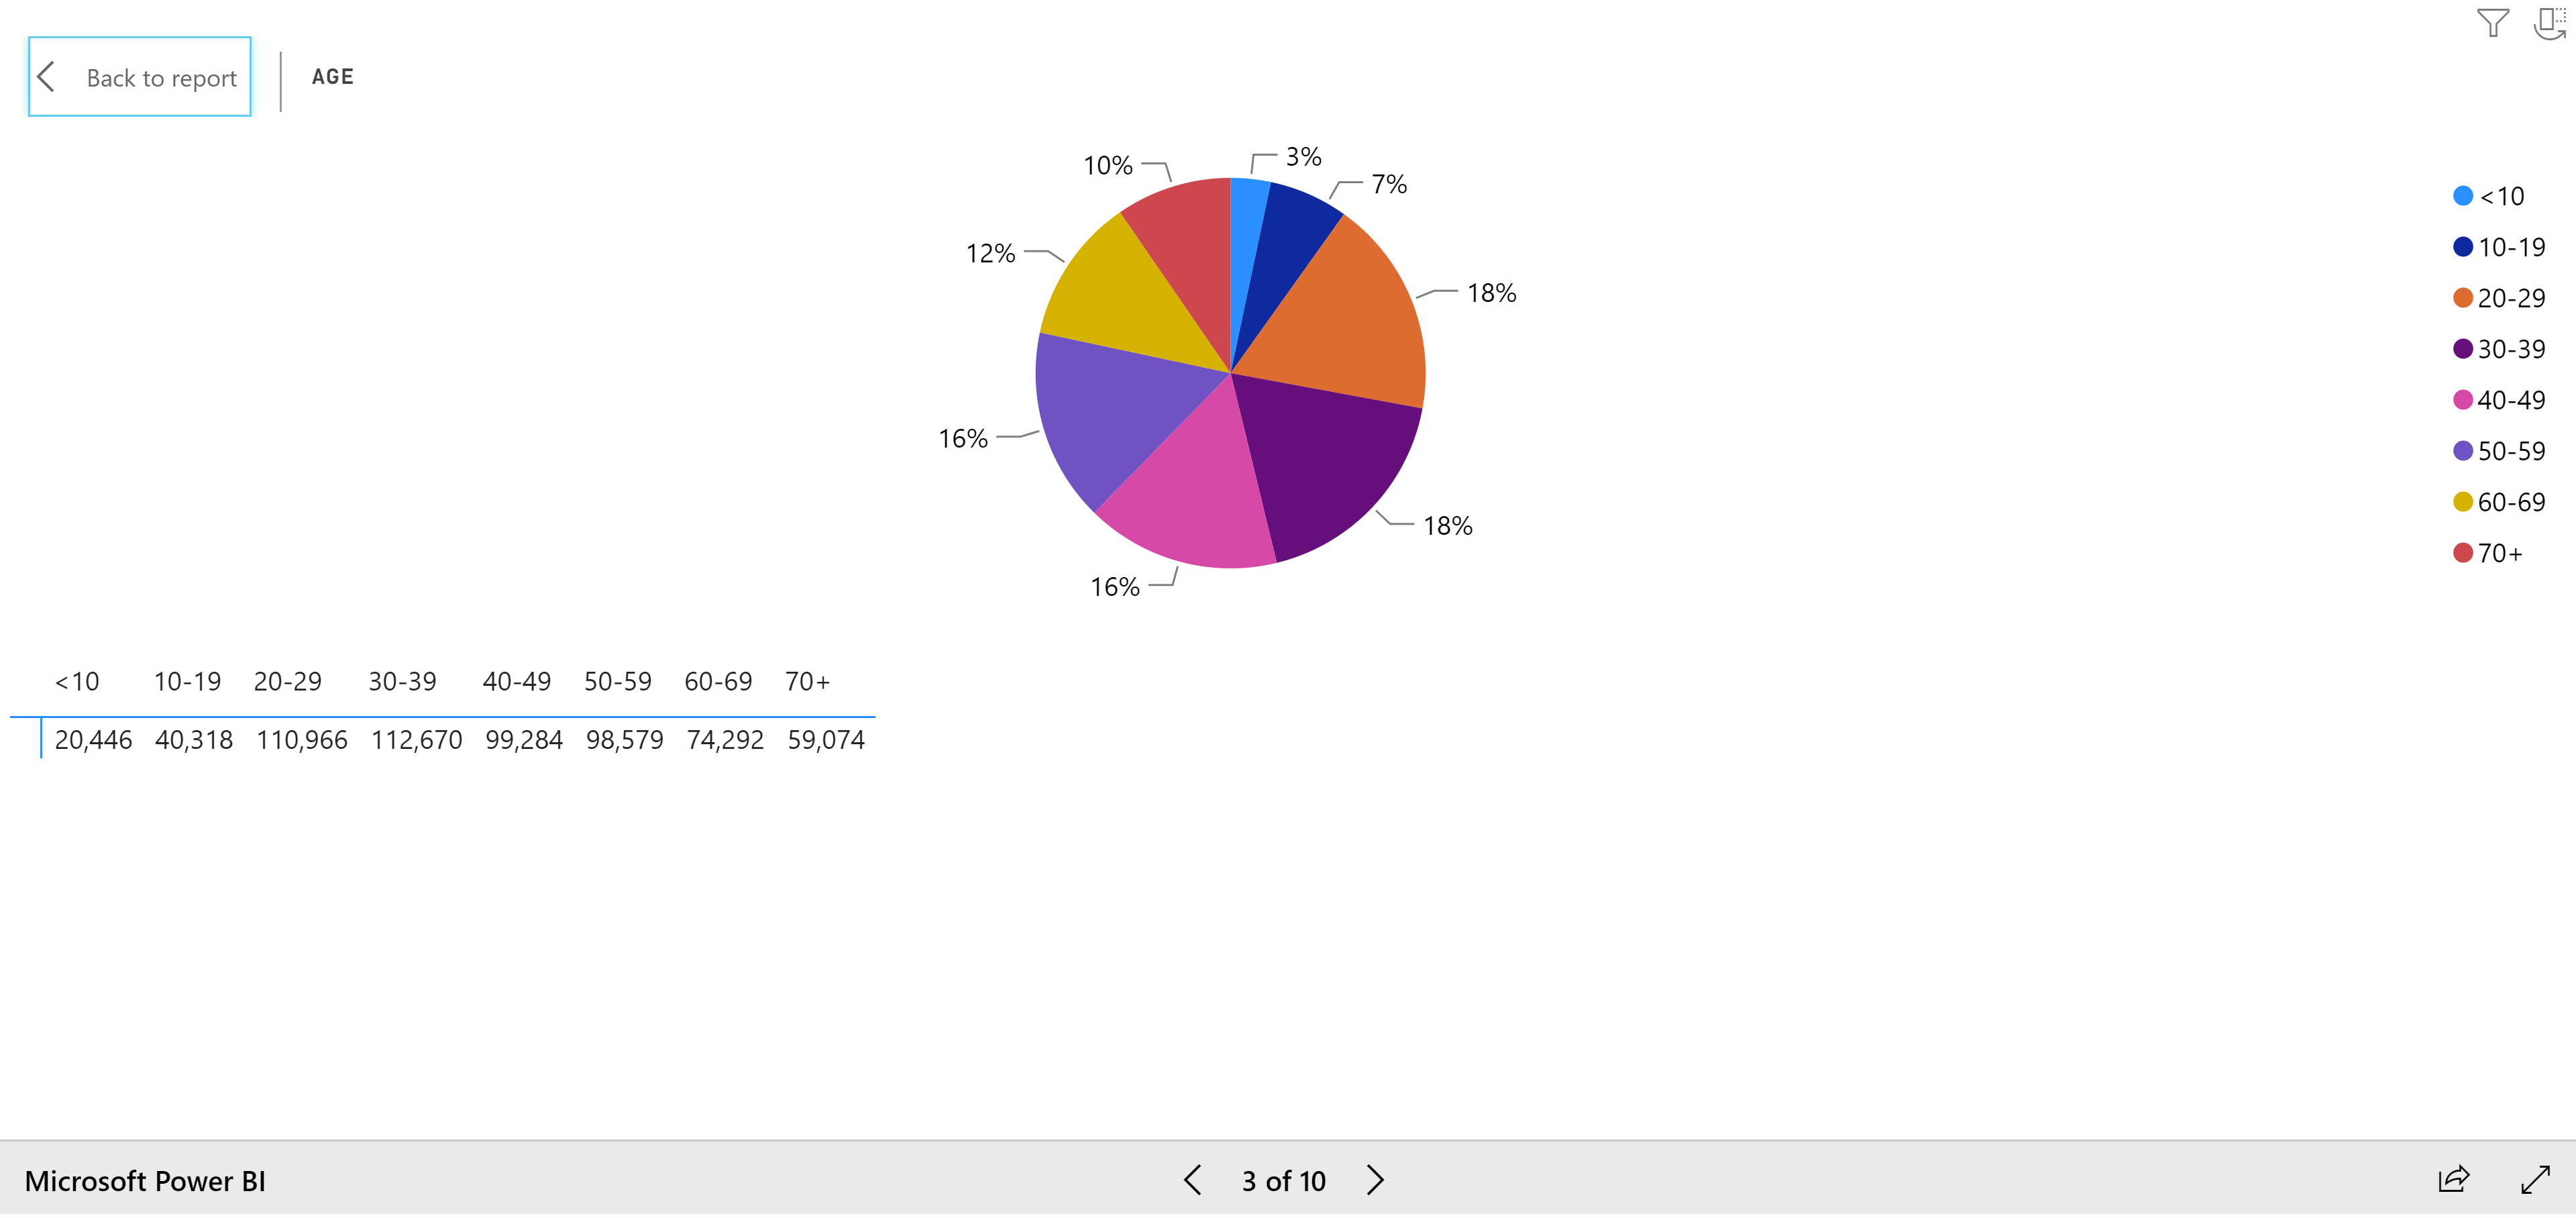 Back to report
AGE
10%
3%
7%
12%
18%
16%
18%
16%
<10
10-19
20-29
30-39
40-49
50-59
60-69
70+
<10 10-19 20-29 30-39 40-49 50-59 60-69 70+
20,446 40,318 110,966 112,670 99,284 98,579 74,292 59,074
Microsoft Power BI
3 of 10